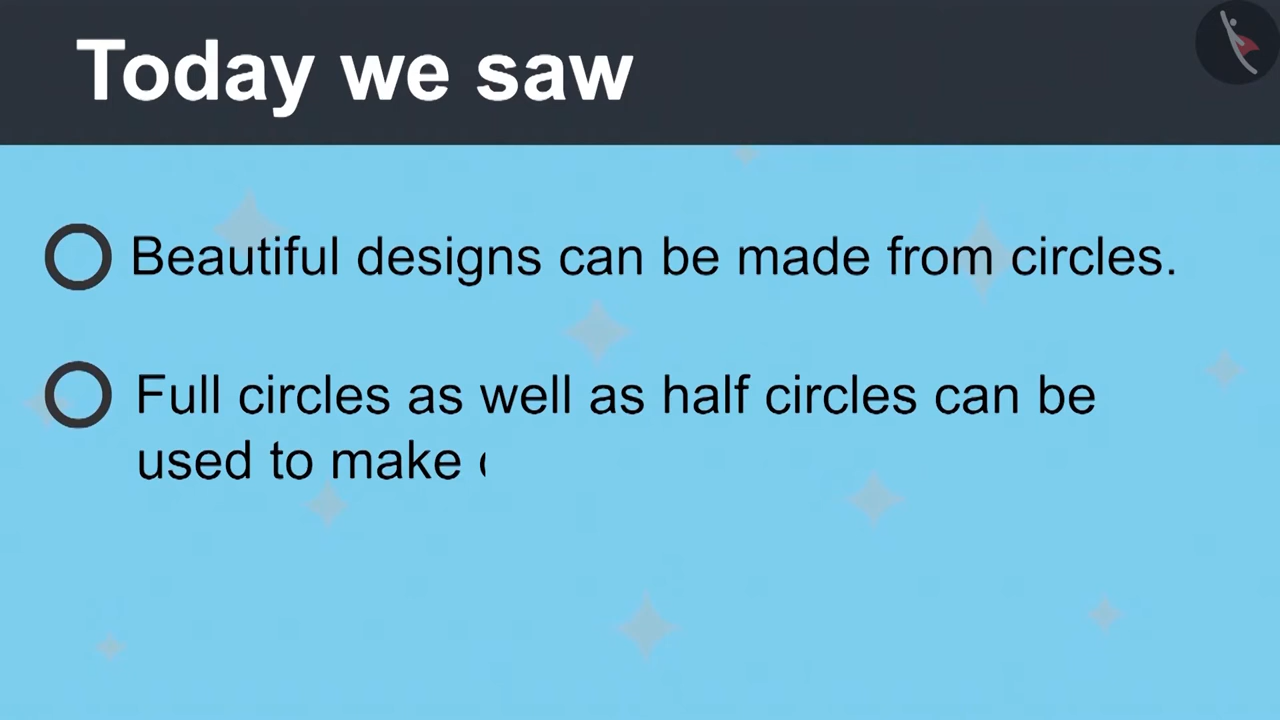 Today we saw
Beautiful designs can be made from circles.
Full circles as well as half circles can be
used to make